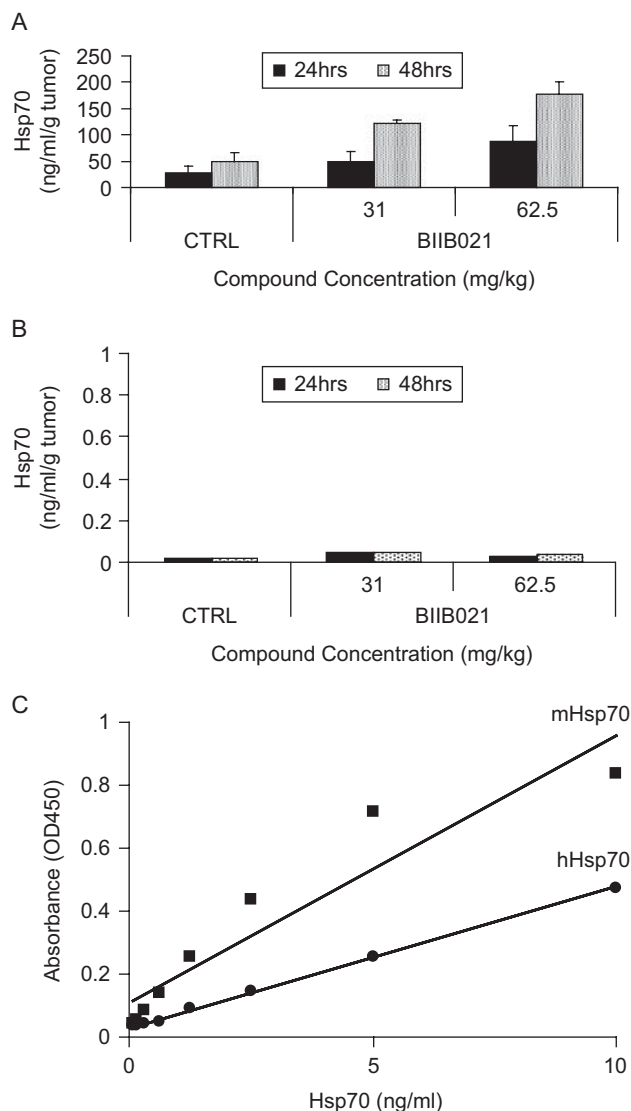 A
Hsp70
(ng/ml/g tumor)
250
200
150
100
50
0
24hrs 48hrs
31 62.5
CTRL BIIB021
Compound Concentration (mg/kg)
B
Hsp70
(ng/ml/g tumor)
1
0.8
0.6
0.4
0.2
0
24hrs 48hrs
31 62.5
CTRL BIIB021
Compound Concentration (mg/kg)
C
Absorbance (OD450)
1
0.8
0.6
0.4
0.2
0
mHsp70
hHsp70
0 5 10
Hsp70 (ng/ml)